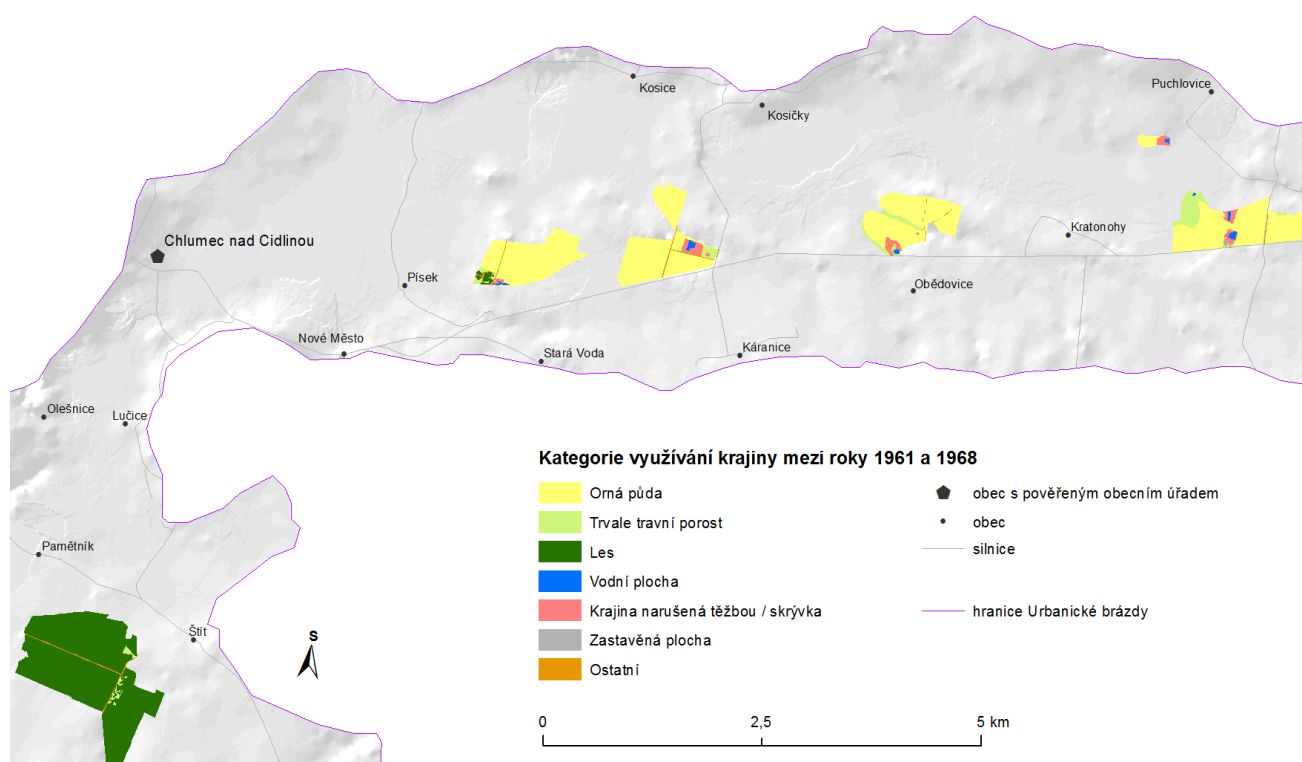 Puchlovice
Kosice
Kosičky
Kratonohy
Chlumec nad Cidlinou
Písek
Obědovice
Nové Město
Stará Voda
Káranice
Olešnice
Lučice
Pamětník
Štít
S
Kategorie využívání krajiny mezi roky 1961 a 1968
Orná půda
Trvale travní porost
Les
Vodní plocha
Krajina narušená těžbou / skrývka
Zastavěná plocha
Ostatní
obec s pověřeným obecním úřadem
obec
silnice
hranice Urbanické brázdy
0 2,5 5 km